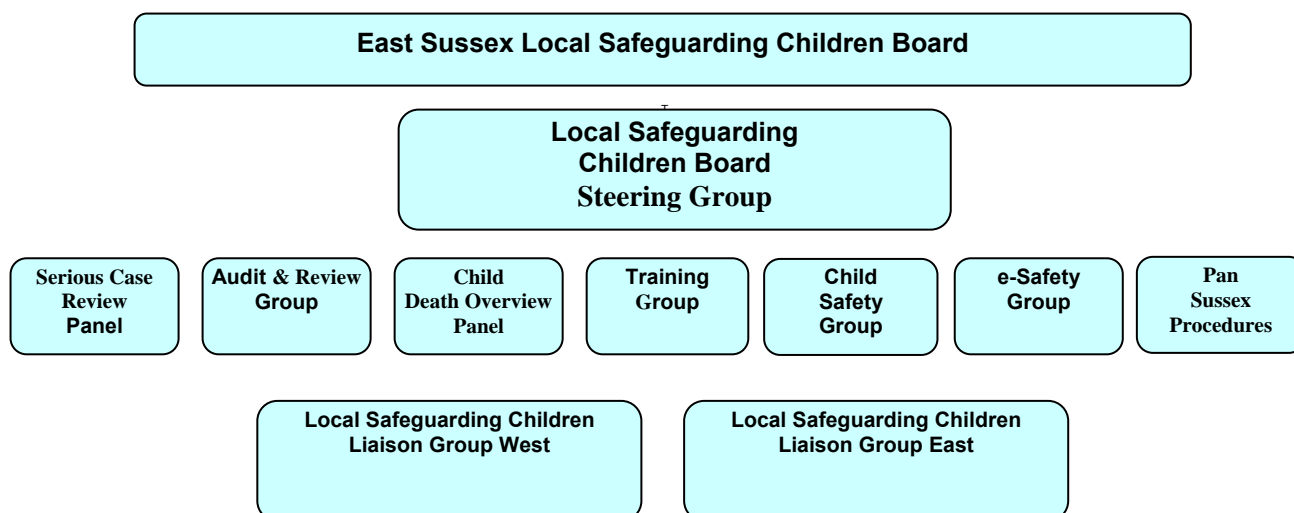 East Sussex Local Safeguarding Children Board
Local Safeguarding
Children Board
Steering Group
Serious Case
Review
Panel
Audit & Review
Group
Child
Death Overview
Panel
Training
Group
Child
Safety
Group
e-Safety
Group
Pan
Sussex
Procedures
Local Safeguarding Children
Liaison Group West
Local Safeguarding Children
Liaison Group East